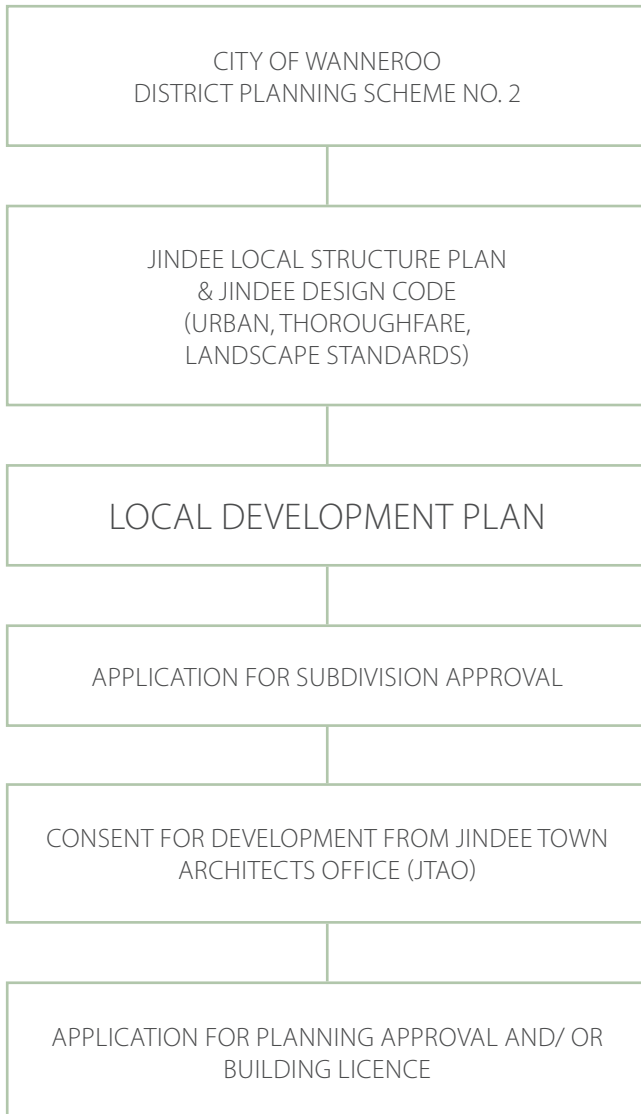 CITY OF WANNEROO
DISTRICT PLANNING SCHEME NO. 2
JINDEE LOCAL STRUCTURE PLAN
& JINDEE DESIGN CODE
(URBAN, THOROUGHFARE,
LANDSCAPE STANDARDS)
LOCAL DEVELOPMENT PLAN
APPLICATION FOR SUBDIVISION APPROVAL
CONSENT FOR DEVELOPMENT FROM JINDEE TOWN
ARCHITECTS OFFICE (JTAO)
APPLICATION FOR PLANNING APPROVAL AND/ OR
BUILDING LICENCE